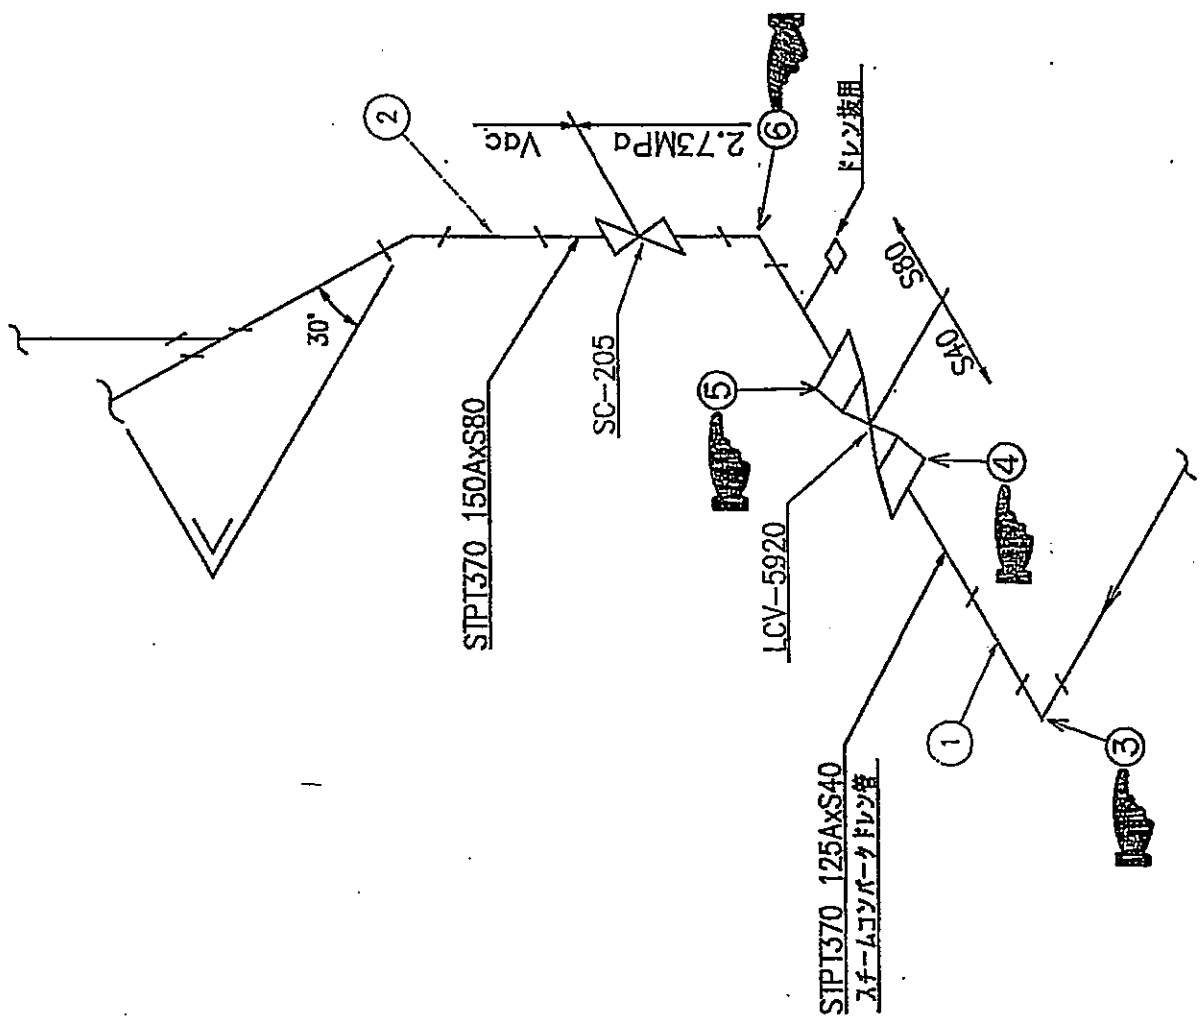 ②
Vac
2.73MPa
⑥
ドレン抜用
30°
S80
S40
STPT370 150AxS80
SC-205
⑤
LCV-5920
④
①
③
STPT370 125AxS40
スチームコンバータドレン管